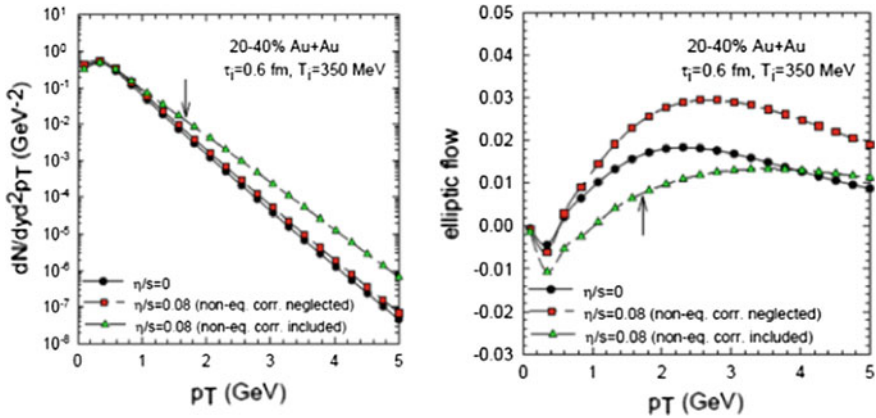 20-40% Au+Au
τi=0.6 fm, Ti=350 MeV
dN/dyd²pT (GeV-2)
10¹
10⁰
10⁻¹
10⁻²
10⁻³
10⁻⁴
10⁻⁵
10⁻⁶
10⁻⁷
10⁻⁸
η/s=0
η/s=0.08 (non-eq. corr. neglected)
η/s=0.08 (non-eq. corr. included)
0 1 2 3 4 5
pT (GeV)
20-40% Au+Au
τi=0.6 fm, Ti=350 MeV
elliptic flow
0.05
0.04
0.03
0.02
0.01
0.00
-0.01
-0.02
-0.03
η/s=0
η/s=0.08 (non-eq. corr. neglected)
η/s=0.08 (non-eq. corr. included)
0 1 2 3 4 5
pT (GeV)